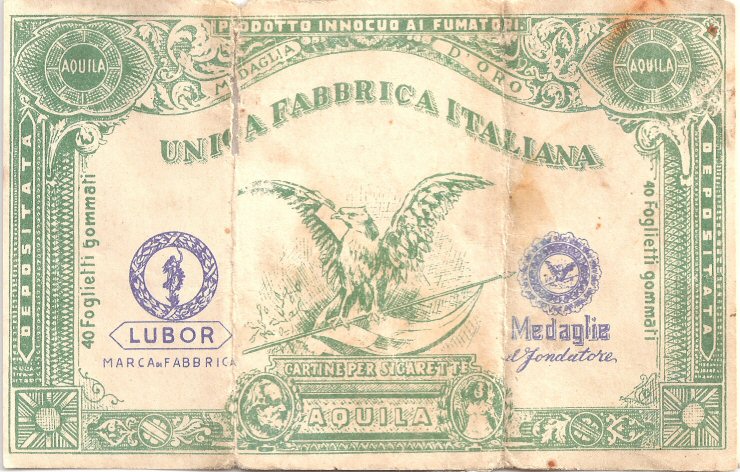 PRODOTTO INNOCUO AI FUMATORI.
MEDAGLIA D'ORO
AQUILA
AQUILA
UNICA FABBRICA ITALIANA
DEPOSITATA
40 Foglietti gommati
40 Foglietti gommati
DEPOSITATA
LUBOR
MARCA DI FABBRICA
Medaglie
d'fondatore
CARTINE PER SIGARETTE
AQUILA